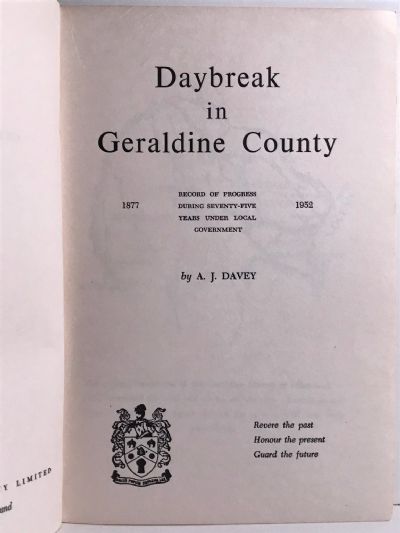 Daybreak
in
Geraldine County
1877
RECORD OF PROGRESS
DURING SEVENTY-FIVE
YEARS UNDER LOCAL
GOVERNMENT
1952
by A. J. DAVEY
Revere the past
Honour the present
Guard the future
Y LIMITED
and